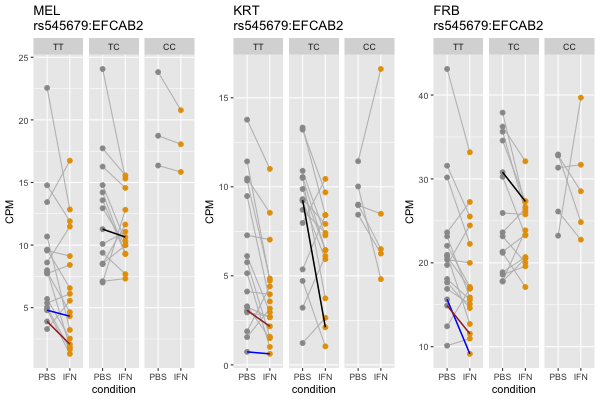 MEL
rs545679:EFCAB2
TT TC CC
25
20
15
10
5
CPM
PBS IFN PBS IFN PBS IFN
condition
KRT
rs545679:EFCAB2
TT TC CC
15
10
5
0
CPM
PBS IFN PBS IFN PBS IFN
condition
FRB
rs545679:EFCAB2
TT TC CC
40
30
20
10
CPM
PBS IFN PBS IFN PBS IFN
condition